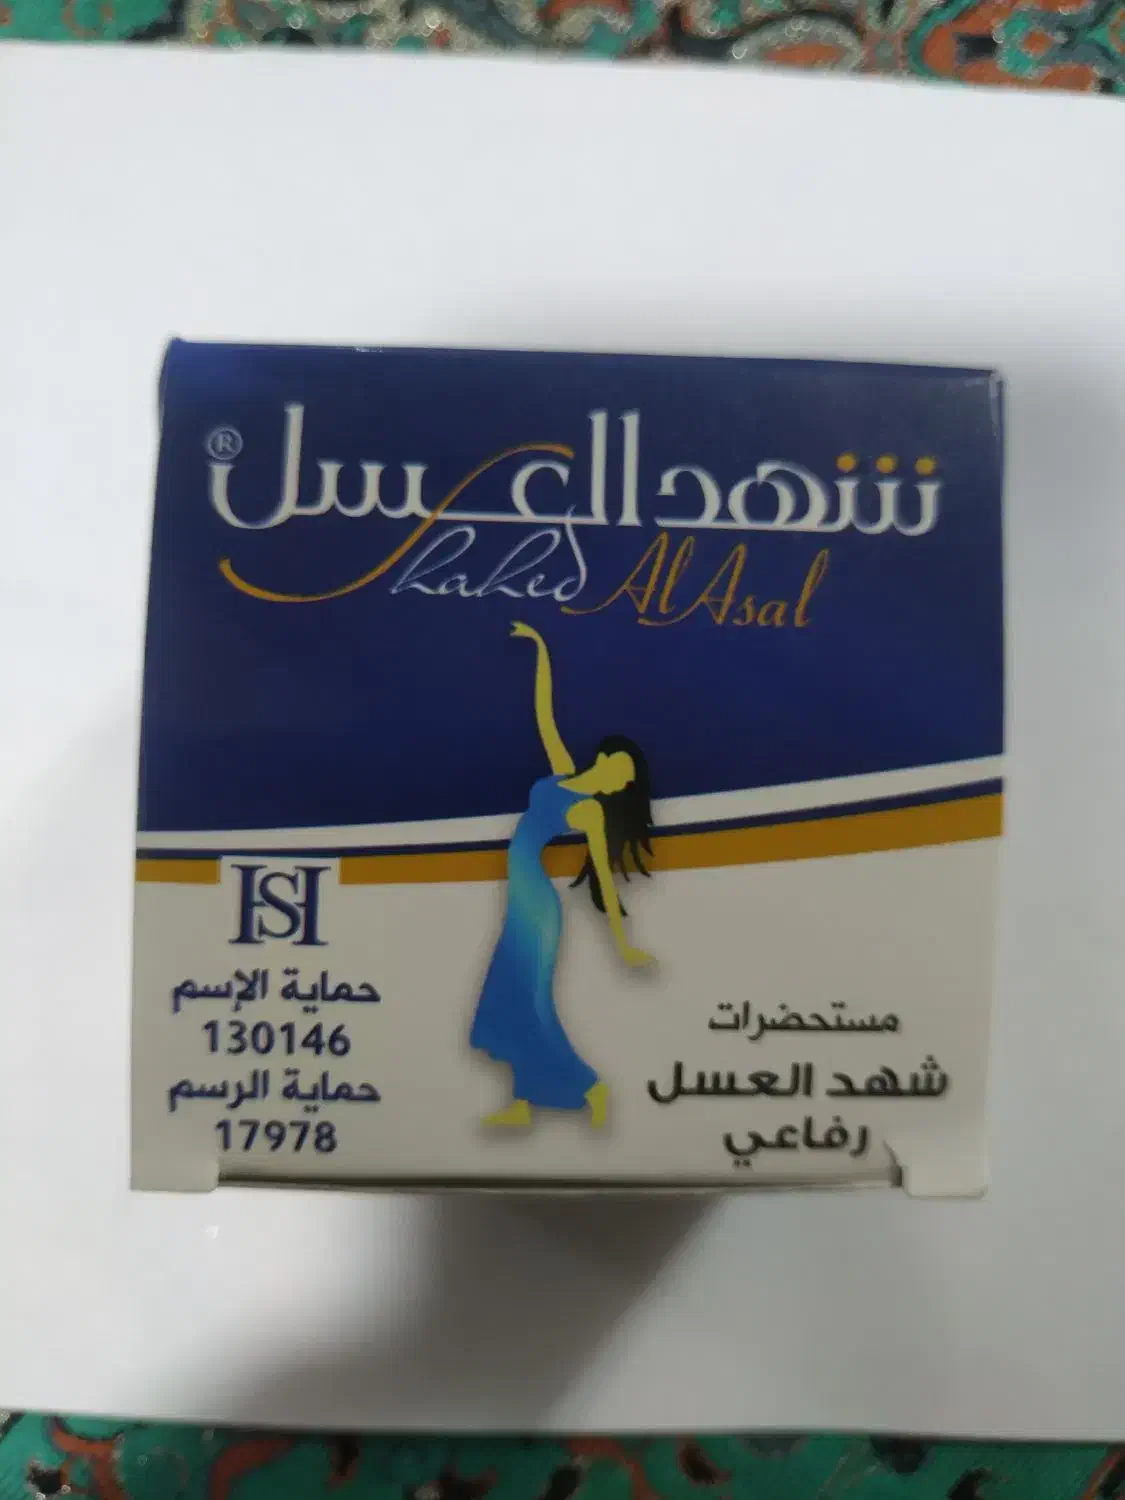 شهد العسل ®
Shahed Al Asal
HS
حماية الإسم
130146
حماية الرسم
17978
مستحضرات
شهد العسل
رفاعي